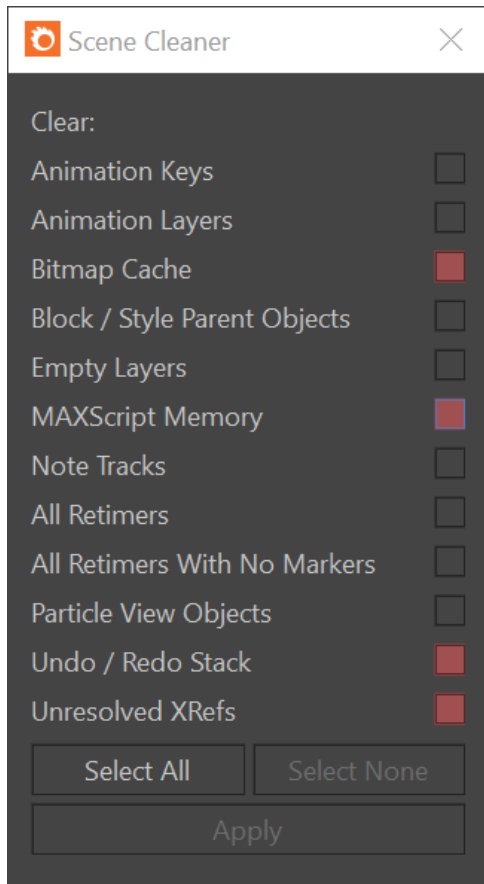 Scene Cleaner
Clear:
Animation Keys
Animation Layers
Bitmap Cache
Block / Style Parent Objects
Empty Layers
MAXScript Memory
Note Tracks
All Retimers
All Retimers With No Markers
Particle View Objects
Undo / Redo Stack
Unresolved XRefs
Select All Select None
Apply